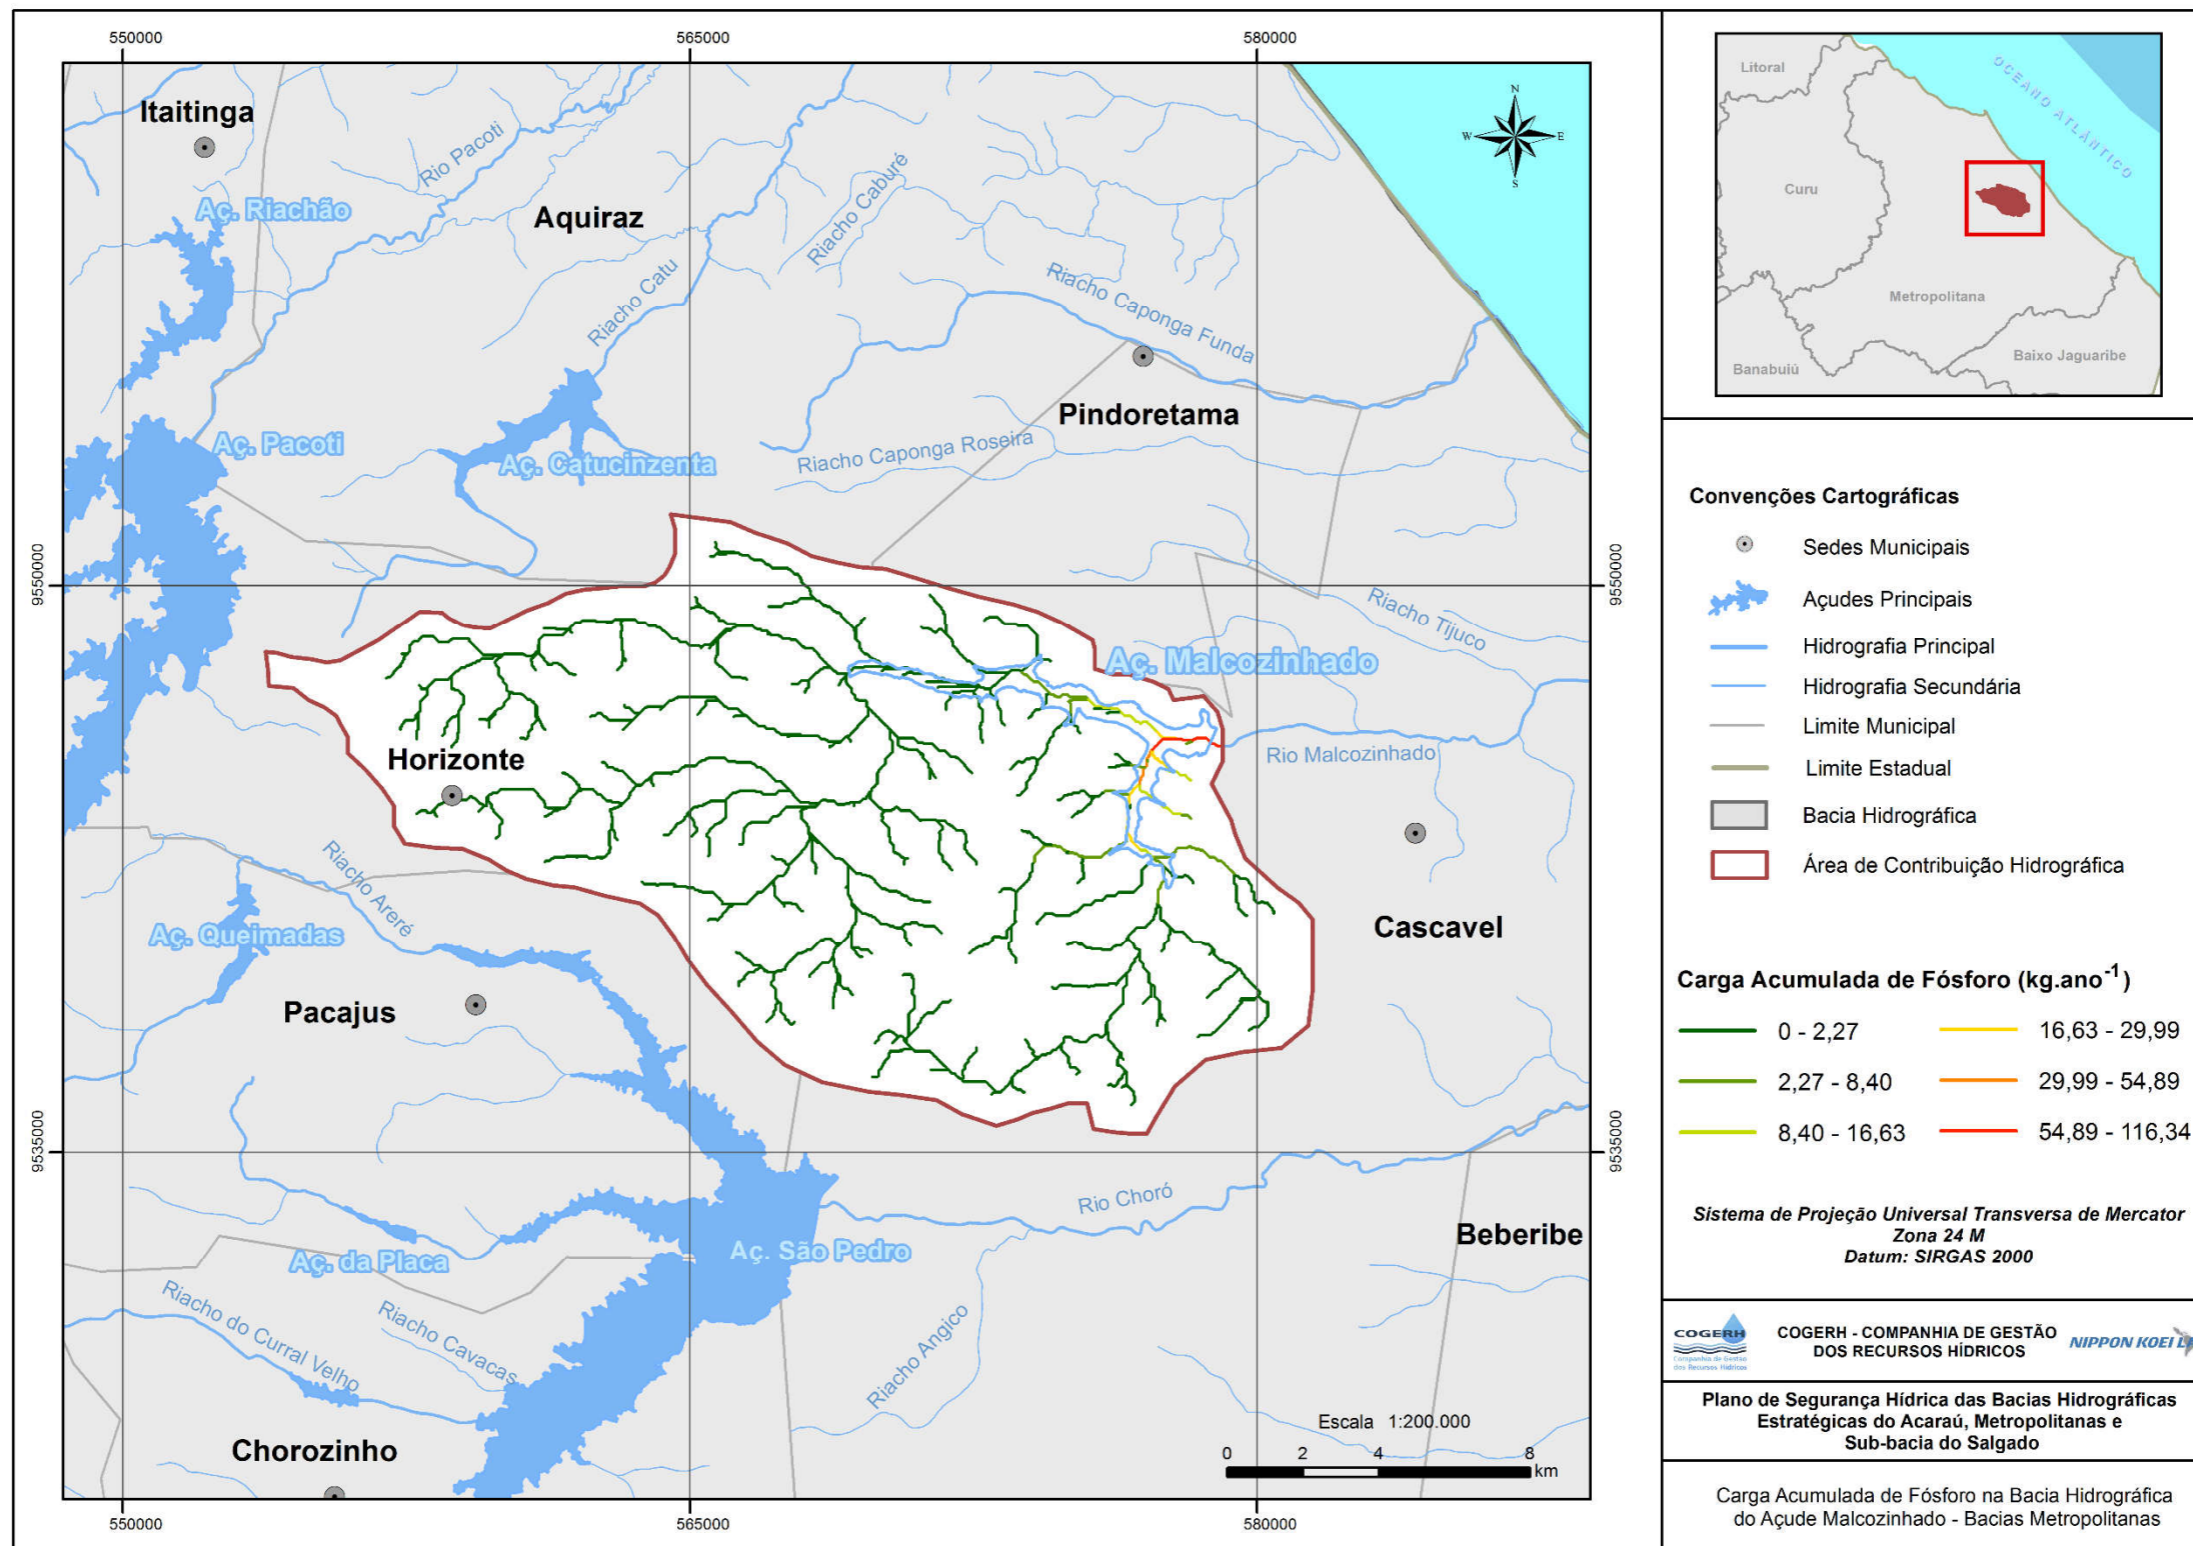 550000
565000
580000
Itaitinga
Rio Pacoti
Aç. Riachão
Aquiraz
Riacho Caburé
Riacho Catu
Riacho Caponga Funda
Pindoretama
Aç. Pacoti
Aç. Catucinzenta
Riacho Caponga Roseira
9550000
9550000
Riacho Tijuco
Aç. Malcozinhado
Horizonte
Rio Malcozinhado
Riacho Areré
Aç. Queimadas
Cascavel
Pacajus
9535000
9535000
Rio Choró
Aç. da Placa
Aç. São Pedro
Beberibe
Riacho do Curral Velho
Riacho Cavacas
Riacho Angico
Chorozinho
Escala 1:200.000
0 2 4 8
km
550000
565000
580000
N
W E
S
Litoral
OCEANO ATLÂNTICO
Curu
Metropolitana
Baixo Jaguaribe
Banabuiú
Convenções Cartográficas
Sedes Municipais
Açudes Principais
Hidrografia Principal
Hidrografia Secundária
Limite Municipal
Limite Estadual
Bacia Hidrográfica
Área de Contribuição Hidrográfica
Carga Acumulada de Fósforo (kg.ano⁻¹)
0 - 2,27
16,63 - 29,99
2,27 - 8,40
29,99 - 54,89
8,40 - 16,63
54,89 - 116,34
Sistema de Projeção Universal Transversa de Mercator
Zona 24 M
Datum: SIRGAS 2000
COGERH
Companhia de Gestão
dos Recursos Hídricos
COGERH - COMPANHIA DE GESTÃO
DOS RECURSOS HÍDRICOS
NIPPON KOEI
Plano de Segurança Hídrica das Bacias Hidrográficas
Estratégicas do Acaraú, Metropolitanas e
Sub-bacia do Salgado
Carga Acumulada de Fósforo na Bacia Hidrográfica
do Açude Malcozinhado - Bacias Metropolitanas